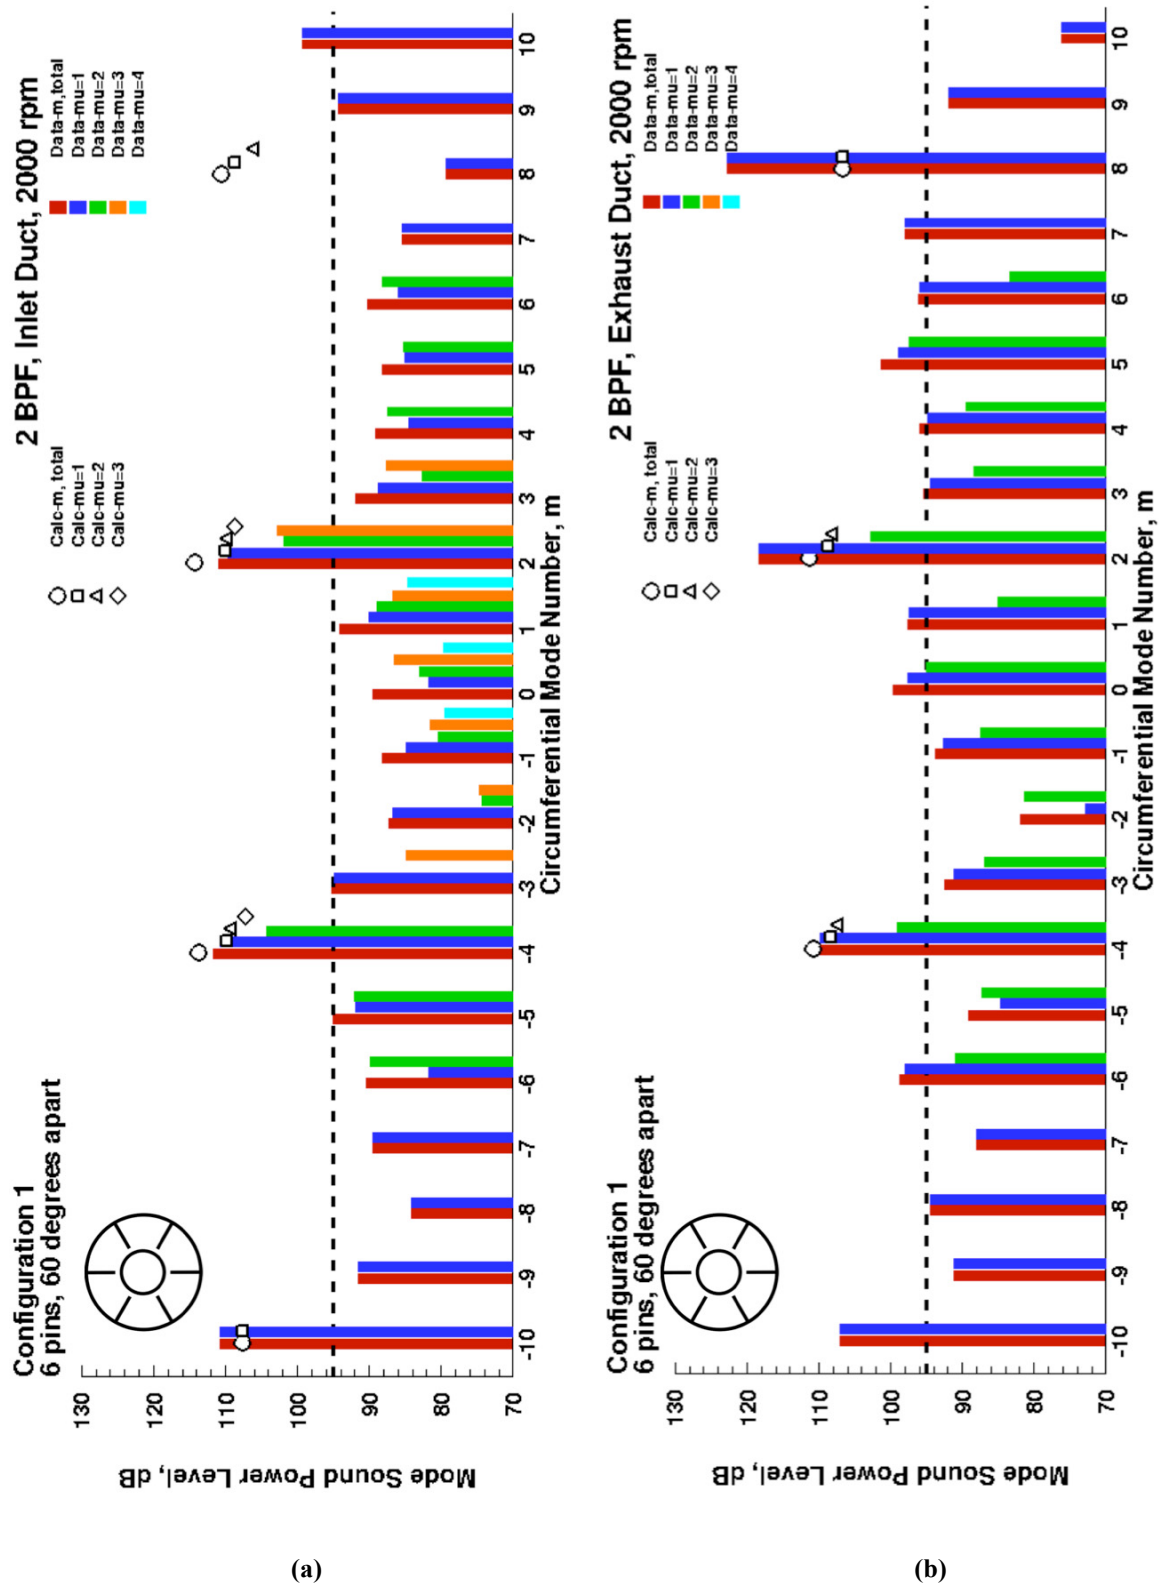 2 BPF, Inlet Duct, 2000 rpm
Configuration 1
6 pins, 60 degrees apart
Calc-m, total
Calc-mu=1
Calc-mu=2
Calc-mu=3
Data-m,total
Data-mu=1
Data-mu=2
Data-mu=3
Data-mu=4
Mode Sound Power Level, dB
130
120
110
100
90
80
70
-10 -9 -8 -7 -6 -5 -4 -3 -2 -1 0 1 2 3 4 5 6 7 8 9 10
Circumferential Mode Number, m
(a)
2 BPF, Exhaust Duct, 2000 rpm
Configuration 1
6 pins, 60 degrees apart
Calc-m, total
Calc-mu=1
Calc-mu=2
Calc-mu=3
Data-m,total
Data-mu=1
Data-mu=2
Data-mu=3
Data-mu=4
Mode Sound Power Level, dB
130
120
110
100
90
80
70
-10 -9 -8 -7 -6 -5 -4 -3 -2 -1 0 1 2 3 4 5 6 7 8 9 10
Circumferential Mode Number, m
(b)